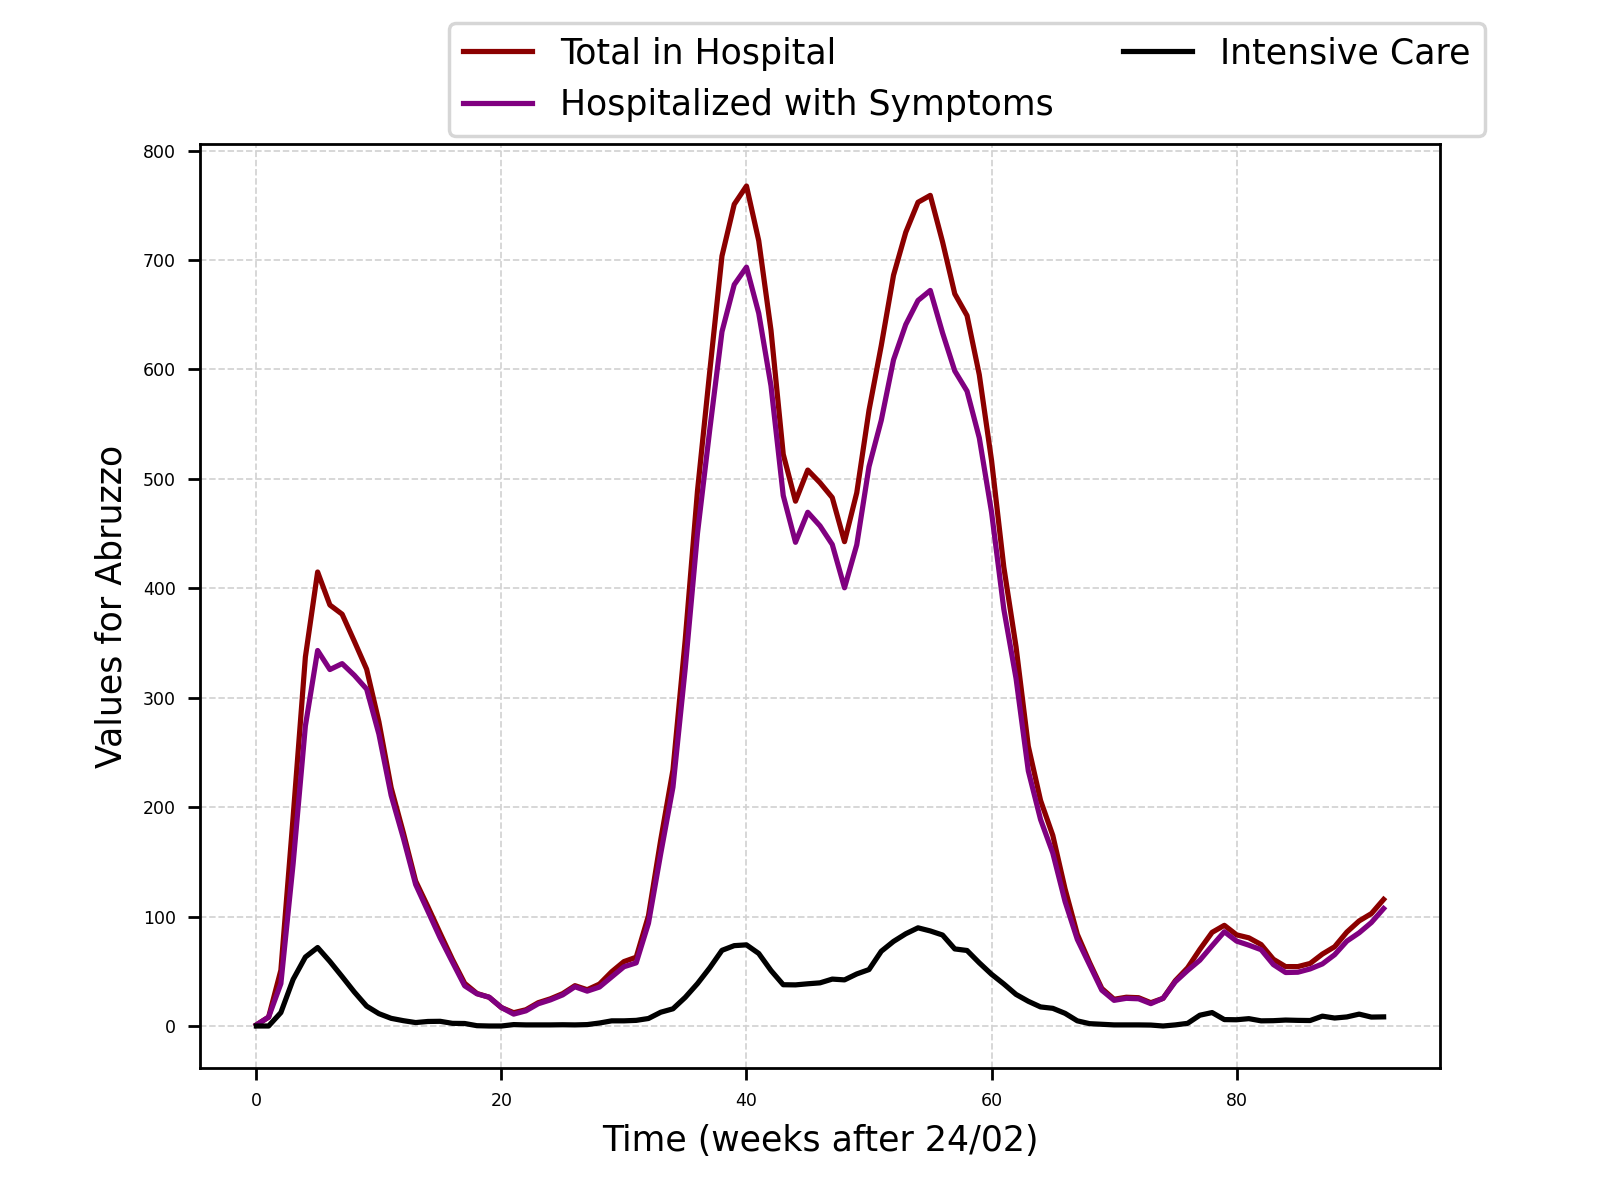 Total in Hospital
Hospitalized with Symptoms
Intensive Care
Values for Abruzzo
800
700
600
500
400
300
200
100
0
0 20 40 60 80
Time (weeks after 24/02)